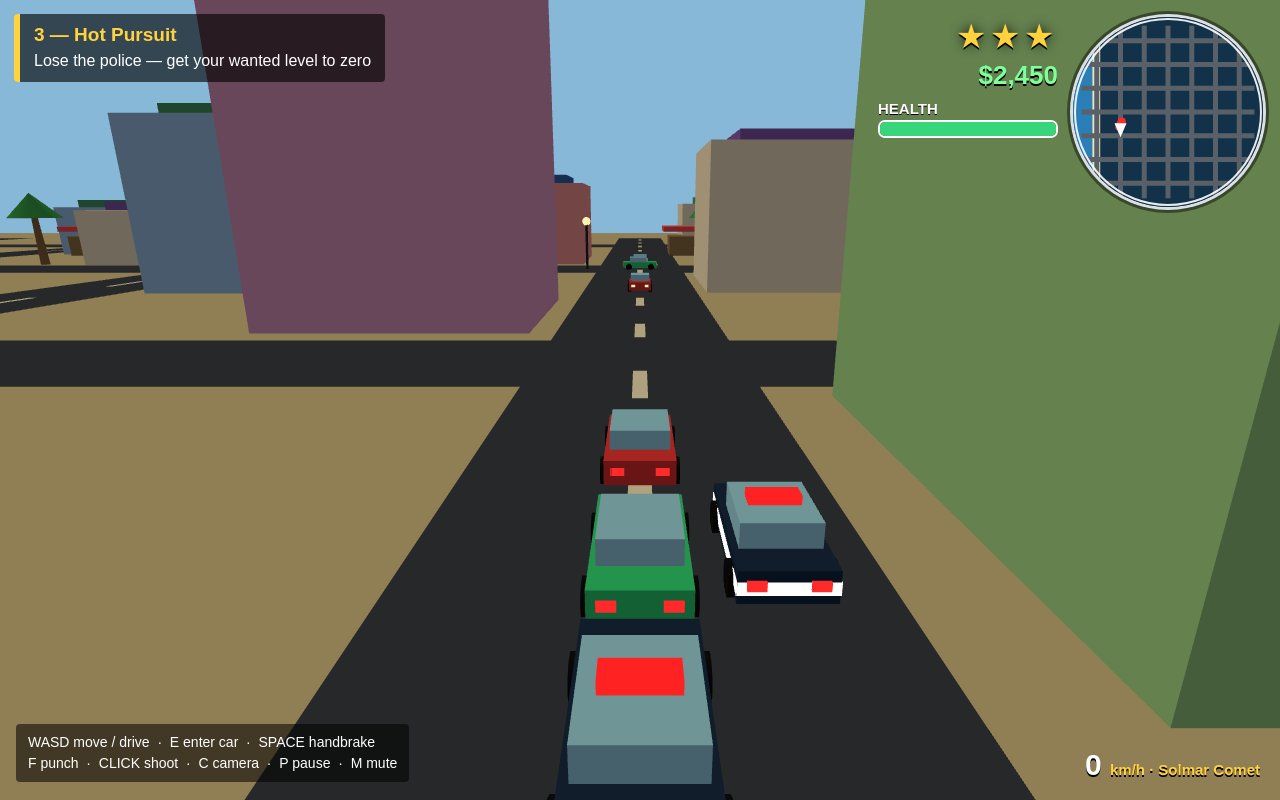 3 — Hot Pursuit
Lose the police — get your wanted level to zero
★★★
$2,450
HEALTH
WASD move / drive · E enter car · SPACE handbrake
F punch · CLICK shoot · C camera · P pause · M mute
0 km/h · Solmar Comet